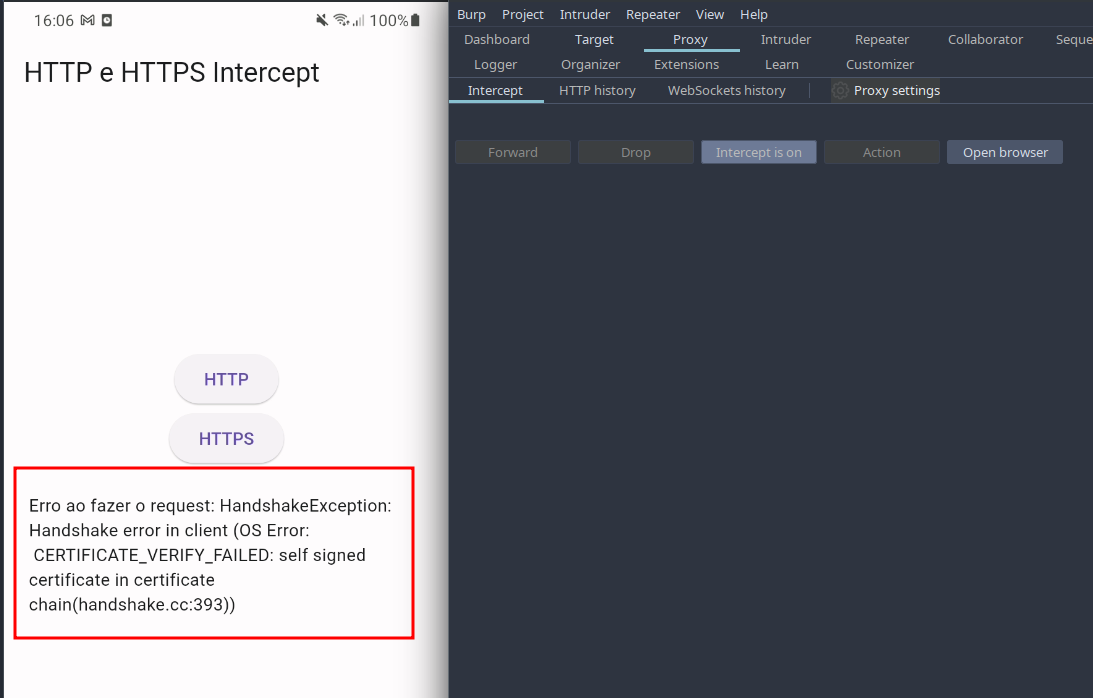 16:06 100%
HTTP e HTTPS Intercept
HTTP
HTTPS
Erro ao fazer o request: HandshakeException:
Handshake error in client (OS Error:
CERTIFICATE_VERIFY_FAILED: self signed
certificate in certificate
chain(handshake.cc:393))
Burp Project Intruder Repeater View Help
Dashboard Target Proxy Intruder Repeater Collaborator Seque
Logger Organizer Extensions Learn Customizer
Intercept HTTP history WebSockets history Proxy settings
Forward Drop Intercept is on Action Open browser